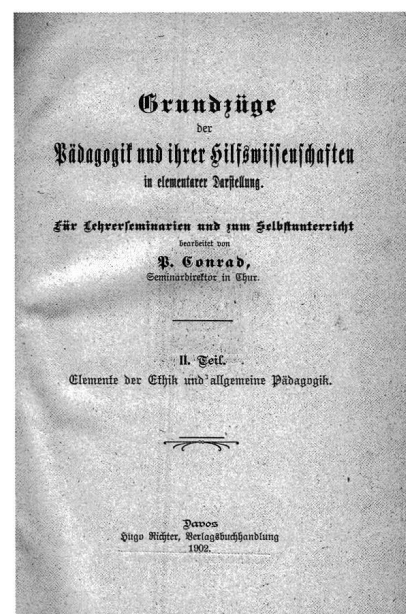 Grundzüge
der
Pädagogik und ihrer Hilfswissenschaften
in elementarer Darstellung.
Für Lehrerseminarien und zum Selbstunterricht
bearbeitet von
P. Conrad,
Seminardirektor in Chur.
II. Teil.
Elemente der Ethik und allgemeine Pädagogik.
Davos
Hugo Richter, Verlagsbuchhandlung
1902.